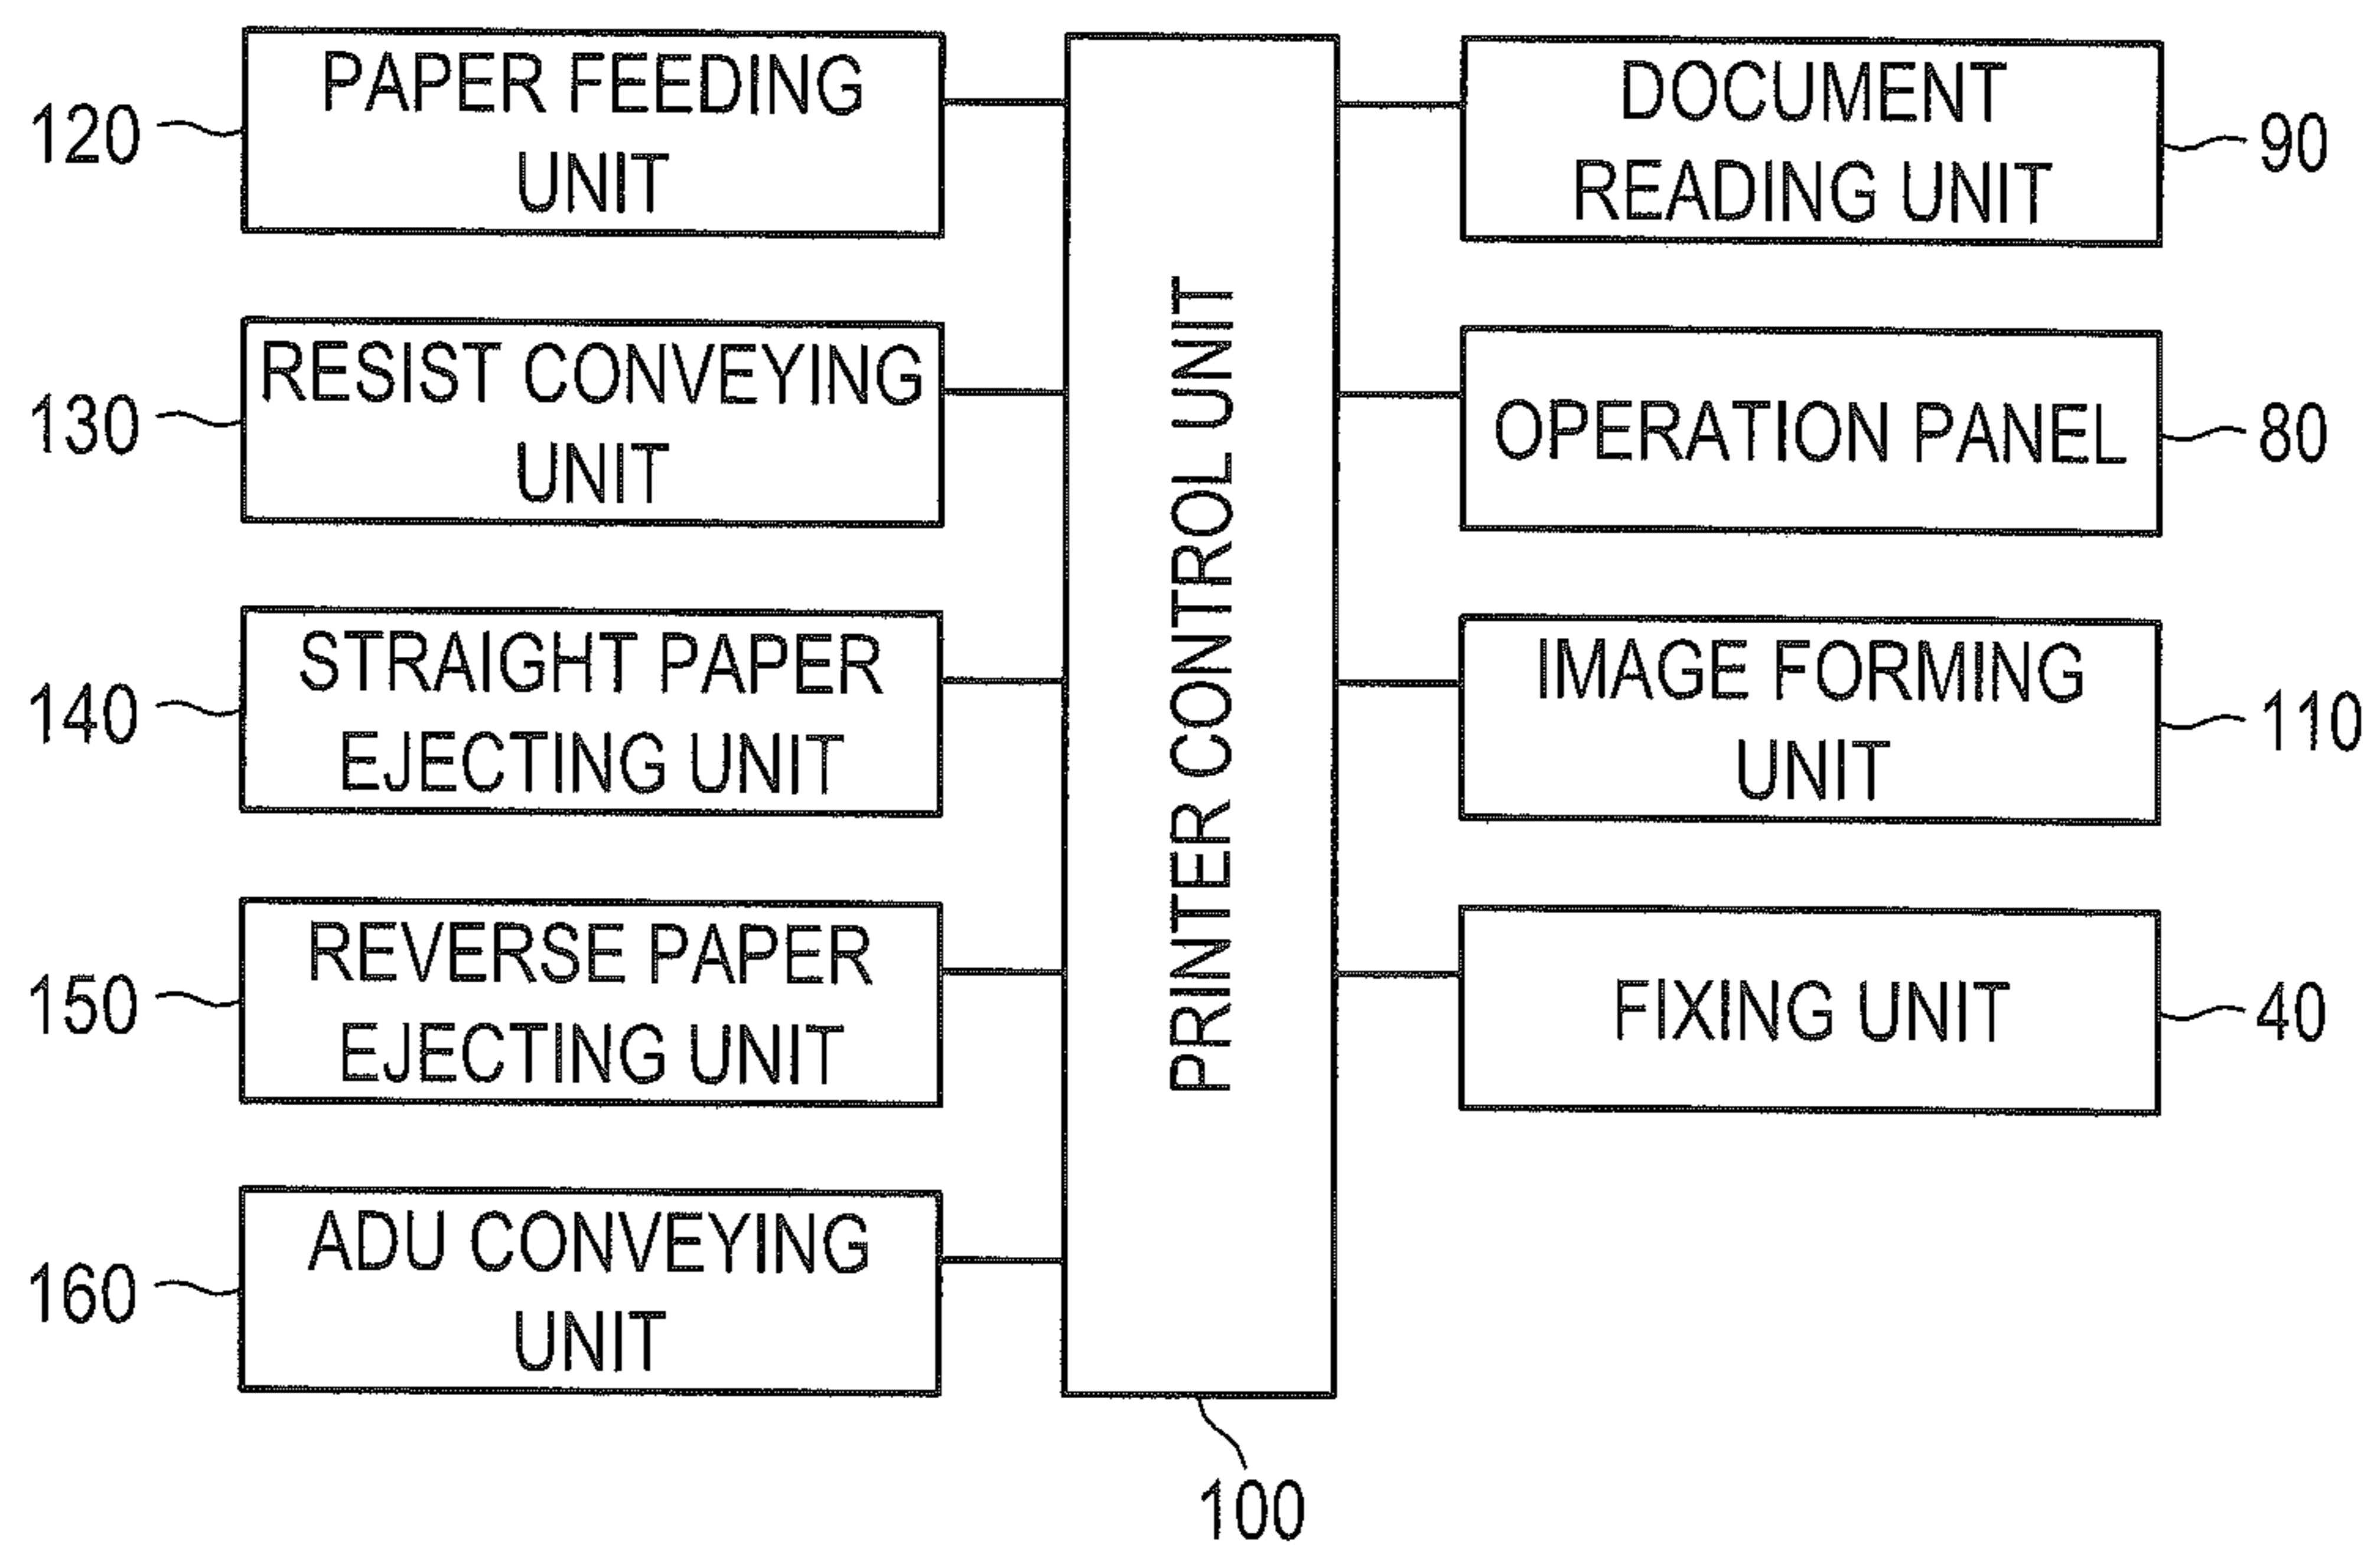 PAPER FEEDING
UNIT
120
RESIST CONVEYING
UNIT
130
STRAIGHT PAPER
EJECTING UNIT
140
REVERSE PAPER
EJECTING UNIT
150
ADU CONVEYING
UNIT
160
PRINTER CONTROL UNIT
100
DOCUMENT
READING UNIT
90
OPERATION PANEL
80
IMAGE FORMING
UNIT
110
FIXING UNIT
40